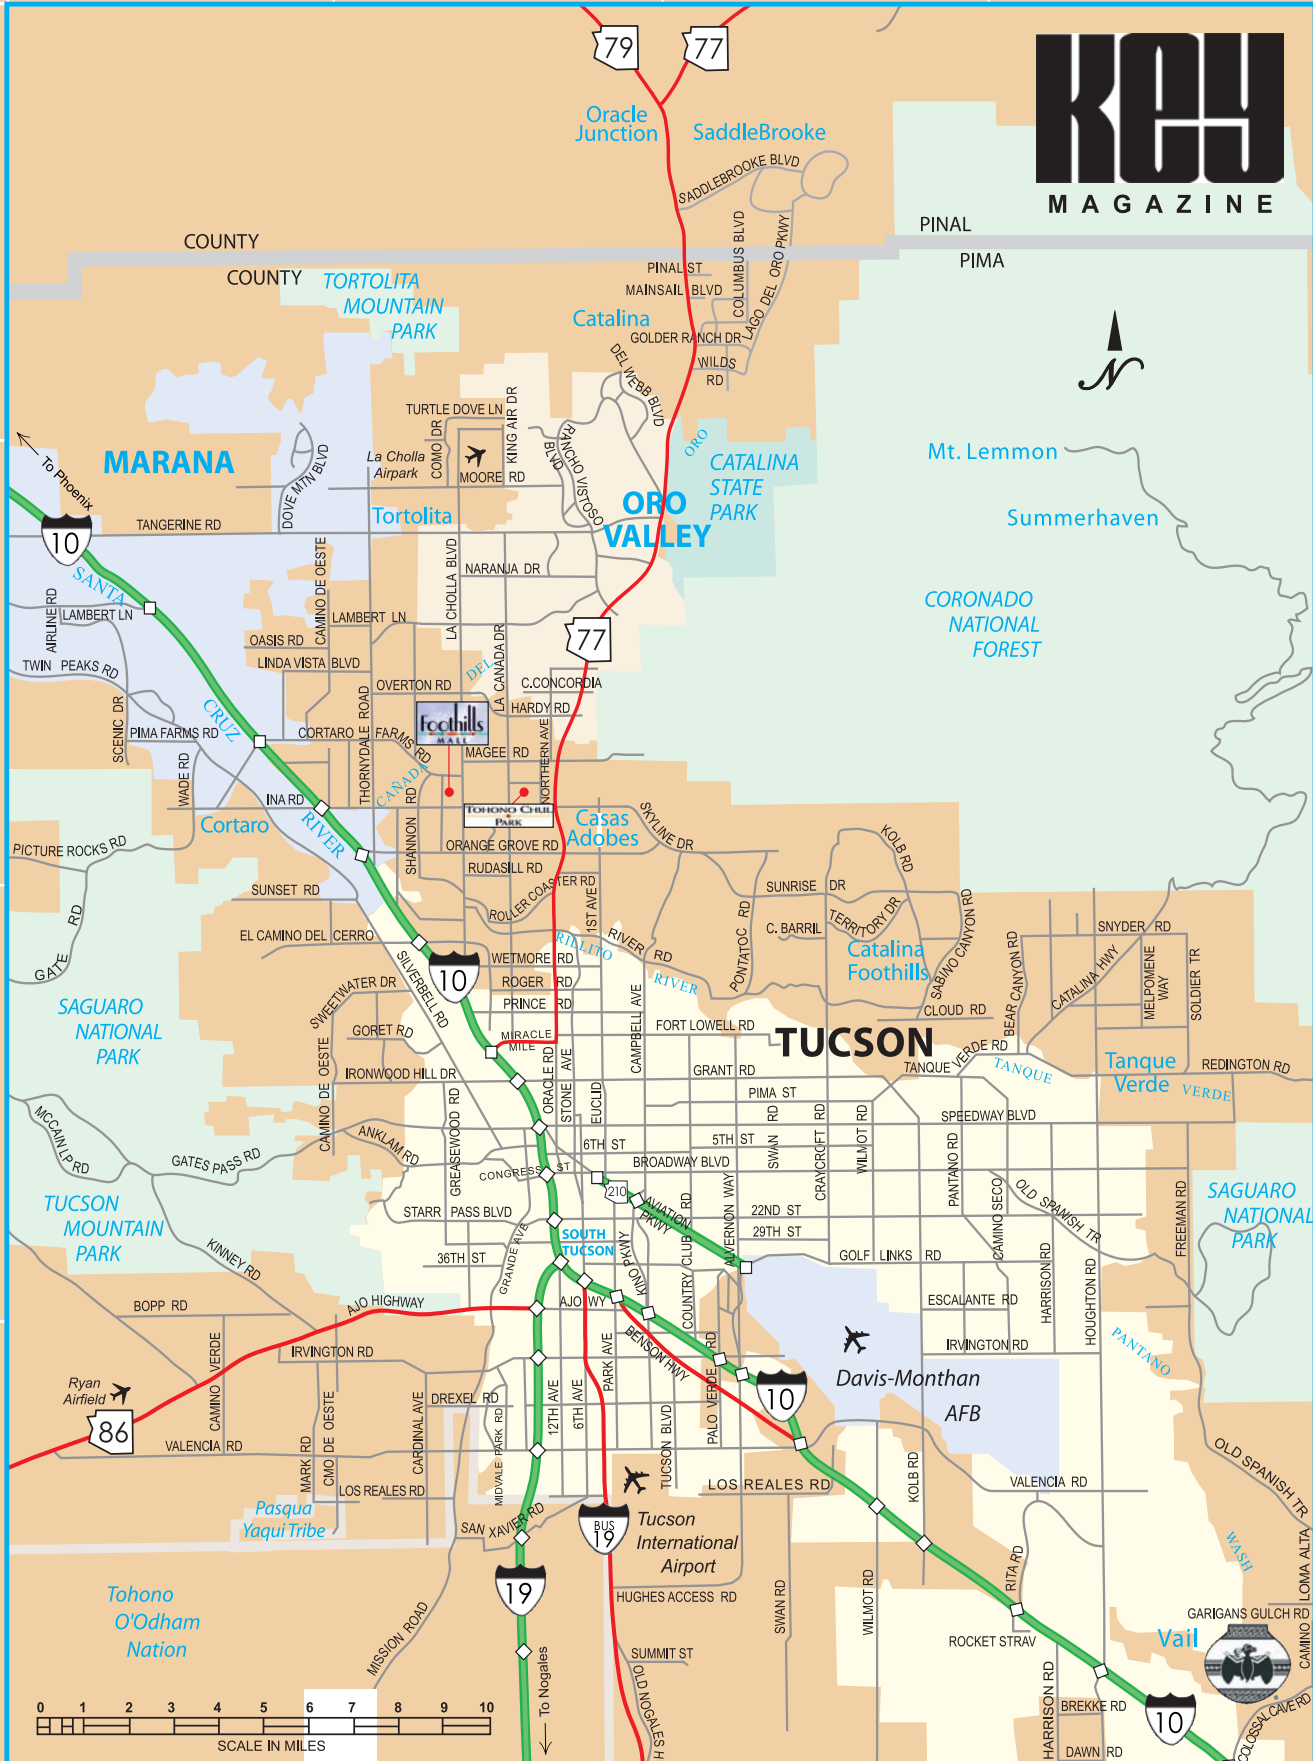 79
77
KEY
MAGAZINE
Oracle
Junction
SaddleBrooke
SADDLEBROOKE BLVD
COUNTY
COUNTY
PINAL
PIMA
COLUMBUS BLVD
LAGO DEL ORO PKWY
PINAL ST
MAINSAIL BLVD
TORTOLITA
MOUNTAIN
PARK
Catalina
GOLDER RANCH DR
WILDS
RD
DEL WEBB BLVD
N
TURTLE DOVE LN
KING AIR DR
COMO DR
La Cholla
Airpark
MOORE RD
RANCHO VISTOSO
BLVD
ORO
CATALINA
STATE
PARK
Mt. Lemmon
To Phoenix
MARANA
DOVE MTN BLVD
ORO
VALLEY
Summerhaven
10
TANGERINE RD
Tortolita
SANTA
CAMINO DE OESTE
LA CHOLLA BLVD
NARANJA DR
CORONADO
NATIONAL
FOREST
AIRLINE RD
LAMBERT LN
LAMBERT LN
OASIS RD
LA CANADA DR
77
TWIN PEAKS RD
LINDA VISTA BLVD
DEL
OVERTON RD
C.CONCORDIA
SCENIC DR
CRUZ
THORNYDALE ROAD
HARDY RD
Foothills
MALL
PIMA FARMS RD
CORTARO FARMS RD
MAGEE RD
NORTHERN AVE
WADE RD
CAÑADA
INA RD
SHANNON RD
TOHONO CHUL
PARK
Cortaro
RIVER
Casas
Adobes
SKYLINE DR
KOLB RD
PICTURE ROCKS RD
ORANGE GROVE RD
RUDASILL RD
SUNSET RD
ROLLER COASTER RD
1ST AVE
SUNRISE DR
TERRITORY DR
SABINO CANYON RD
GATE RD
EL CAMINO DEL CERRO
RILLITO
RIVER RD
RIVER
PONTATOC RD
C. BARRIL
Catalina
Foothills
BEAR CANYON RD
CATALINA HWY
SNYDER RD
MELPOMENE
WAY
SOLDIER TR
SILVERBELL RD
10
WETMORE RD
ROGER RD
PRINCE RD
SWEETWATER DR
SAGUARO
NATIONAL
PARK
CLOUD RD
GORET RD
MIRACLE
MILE
CAMPBELL AVE
FORT LOWELL RD
TUCSON
TANQUE VERDE RD
TANQUE
Tanque
Verde
VERDE
REDINGTON RD
CAMINO DE OESTE
IRONWOOD HILL DR
ORACLE RD
STONE AVE
EUCLID
GRANT RD
PIMA ST
MCCAIN LP RD
GREASEWOOD RD
SWAN RD
CRAYCROFT RD
WILMOT RD
SPEEDWAY BLVD
ANKLAM RD
6TH ST
5TH ST
PANTANO RD
GATES PASS RD
CONGRESS ST
BROADWAY BLVD
210
AVIATION
PKWY
COUNTRY CLUB RD
ALVERNON WAY
CAMINO SECO
OLD SPANISH TR
FREEMAN RD
SAGUARO
NATIONAL
PARK
TUCSON
MOUNTAIN
PARK
STARR PASS BLVD
22ND ST
29TH ST
SOUTH
TUCSON
KINNEY RD
36TH ST
GRANDE AVE
KINO PKWY
GOLF LINKS RD
HARRISON RD
HOUGHTON RD
BOPP RD
AJO HIGHWAY
AJO WY
ESCALANTE RD
CAMINO VERDE
IRVINGTON RD
BENSON HWY
IRVINGTON RD
PANTANO
Ryan
Airfield
PARK AVE
PALO VERDE RD
Davis-Monthan
AFB
86
CMO DE OESTE
MARK RD
CARDINAL AVE
DREXEL RD
MIDVALE PARK RD
12TH AVE
6TH AVE
TUCSON BLVD
10
VALENCIA RD
OLD SPANISH TR
LOS REALES RD
LOS REALES RD
KOLB RD
VALENCIA RD
Pasqua
Yaqui Tribe
SAN XAVIER RD
BUS
19
Tucson
International
Airport
WASH
19
HUGHES ACCESS RD
SWAN RD
WILMOT RD
RITA RD
CAMINO LOMA ALTA
GARIGANS GULCH RD
Tohono
O'Odham
Nation
MISSION ROAD
ROCKET STRAV
Vail
SUMMIT ST
OLD NOGALES H
To Nogales
HARRISON RD
BREKKE RD
10
COLOSSAL CAVE RD
DAWN RD
0 1 2 3 4 5 6 7 8 9 10
SCALE IN MILES